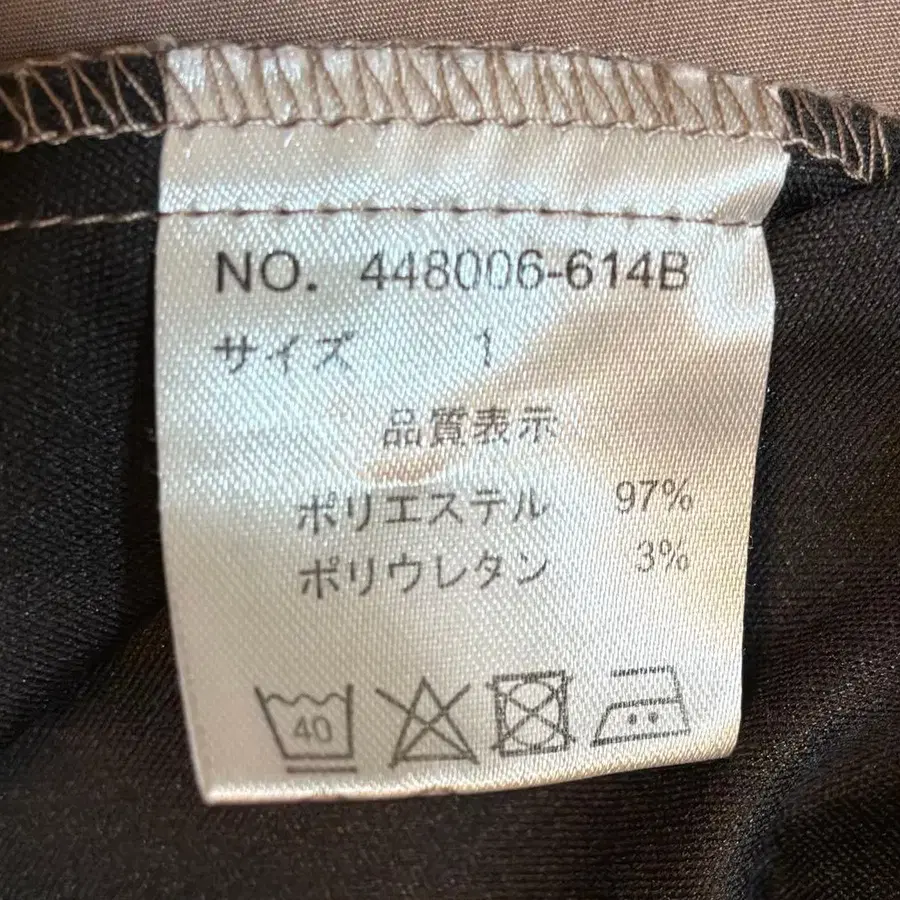 NO. 448006-614B
サイズ 1
品質表示
ポリエステル 97%
ポリウレタン 3%
40